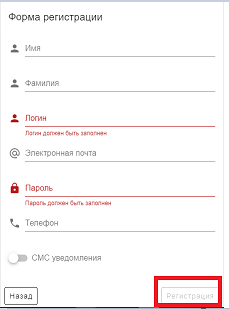 Форма регистрации
Имя
Фамилия
Логин
Логин должен быть заполнен
Электронная почта
Пароль
Пароль должен быть заполнен
Телефон
СМС уведомления
Назад
Регистрация